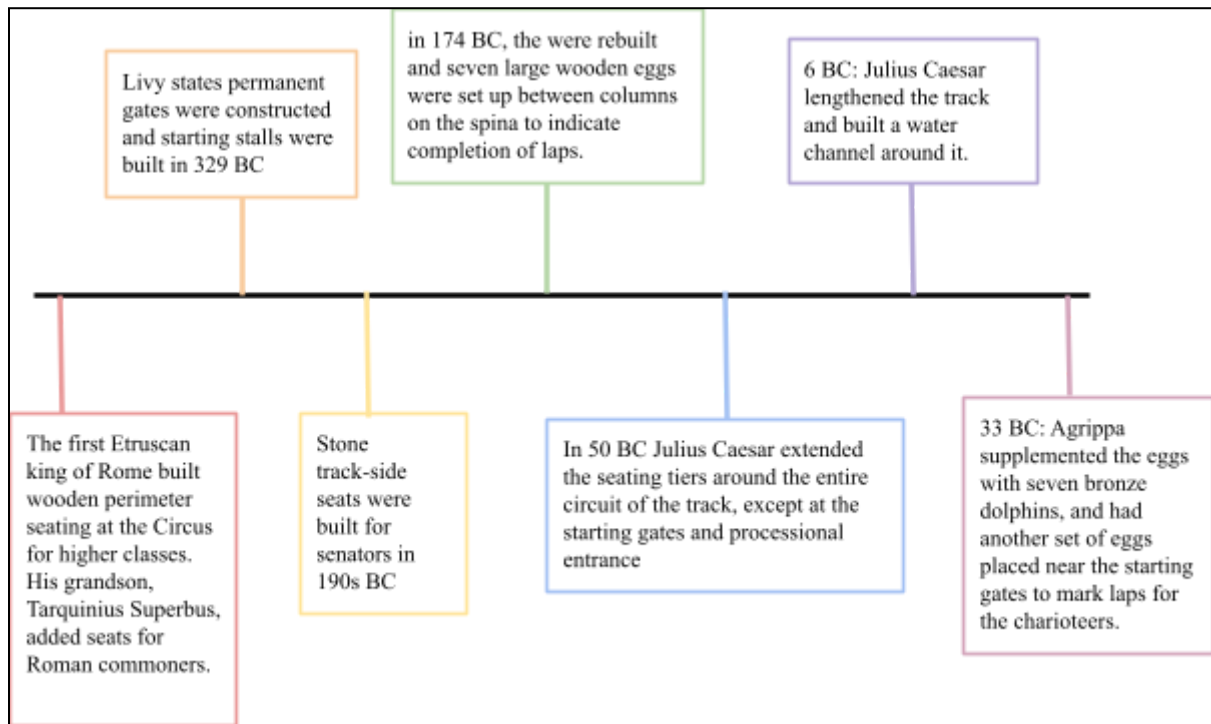 Livy states permanent
gates were constructed
and starting stalls were
built in 329 BC
in 174 BC, the were rebuilt
and seven large wooden eggs
were set up between columns
on the spina to indicate
completion of laps.
6 BC: Julius Caesar
lengthened the track
and built a water
channel around it.
The first Etruscan
king of Rome built
wooden perimeter
seating at the Circus
for higher classes.
His grandson,
Tarquinius Superbus,
added seats for
Roman commoners.
Stone
track-side
seats were
built for
senators in
190s BC
In 50 BC Julius Caesar extended
the seating tiers around the entire
circuit of the track, except at the
starting gates and processional
entrance
33 BC: Agrippa
supplemented the eggs
with seven bronze
dolphins, and had
another set of eggs
placed near the starting
gates to mark laps for
the charioteers.